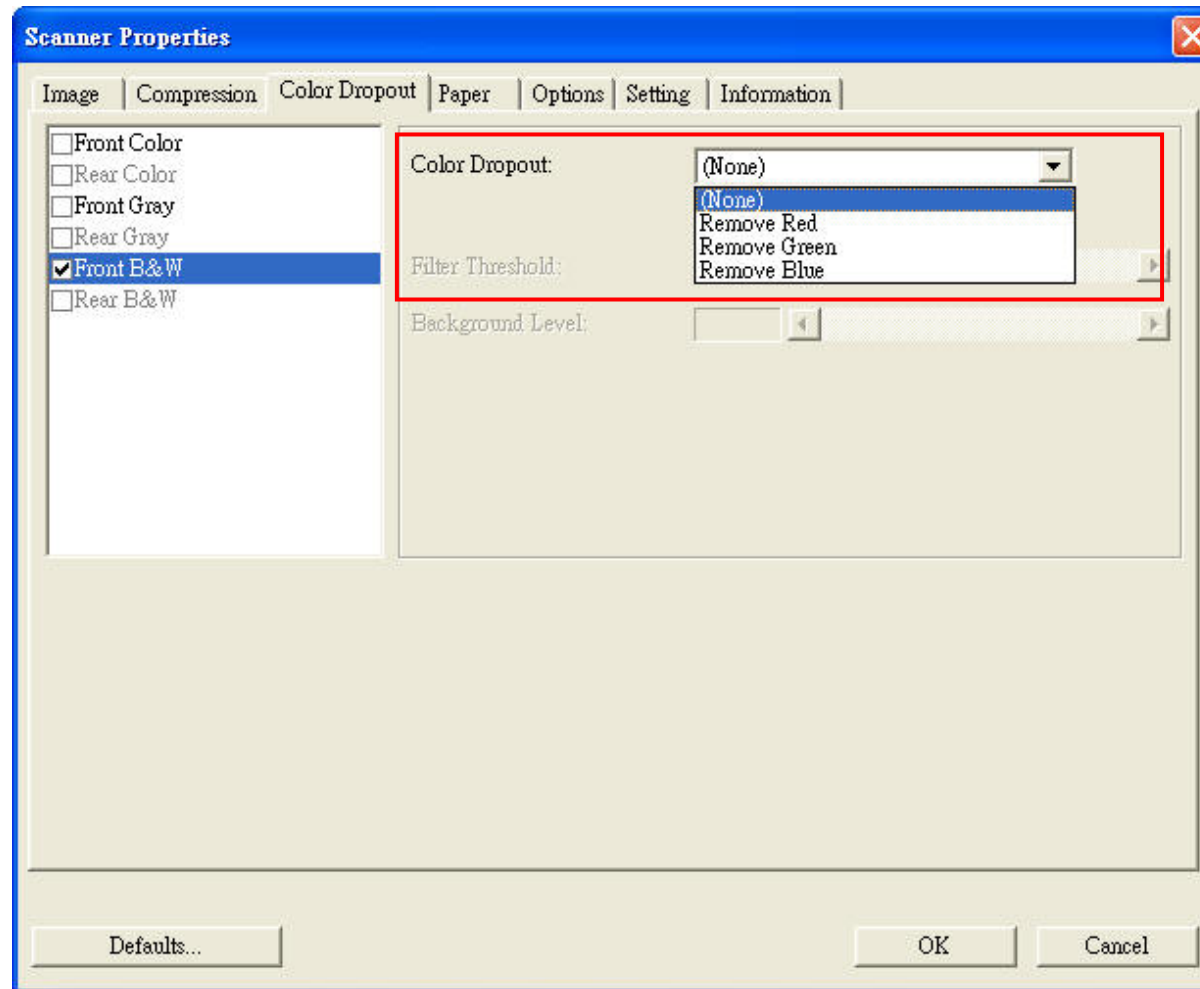 Scanner Properties
Image Compression Color Dropout Paper Options Setting Information
Front Color
Rear Color
Front Gray
Rear Gray
Front B&W
Rear B&W
Color Dropout: (None)
(None)
Remove Red
Remove Green
Remove Blue
Filter Threshold:
Background Level:
Defaults... OK Cancel